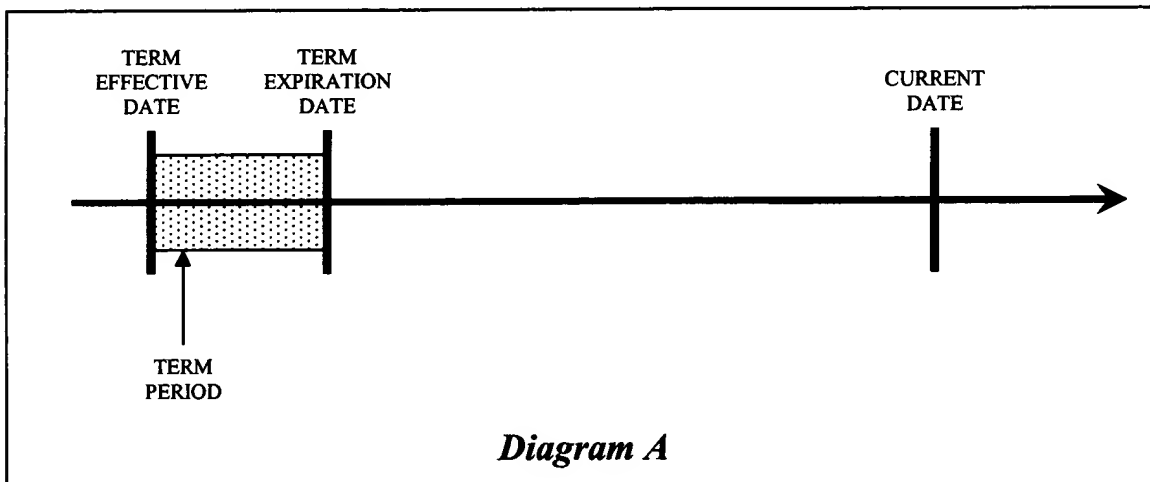 TERM
EFFECTIVE
DATE
TERM
EXPIRATION
DATE
CURRENT
DATE
TERM
PERIOD
Diagram A